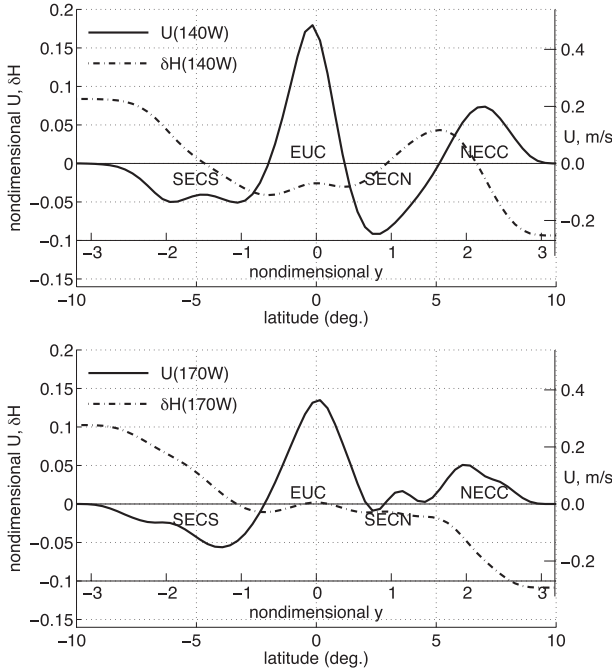 0.2
0.15
0.1
0.05
0
−0.05
−0.1
−0.15
nondimensional U, δH
U(140W)
δH(140W)
EUC
SECS
SECN
NECC
0.4
0.2
0.0
−0.2
U, m/s
−3 −2 −1 0 1 2 3
nondimensional y
−10 −5 0 5 10
latitude (deg.)
0.2
0.15
0.1
0.05
0
−0.05
−0.1
−0.15
nondimensional U, δH
U(170W)
δH(170W)
EUC
SECS
SECN
NECC
0.4
0.2
0.0
−0.2
U, m/s
−3 −2 −1 0 1 2 3
nondimensional y
−10 −5 0 5 10
latitude (deg.)